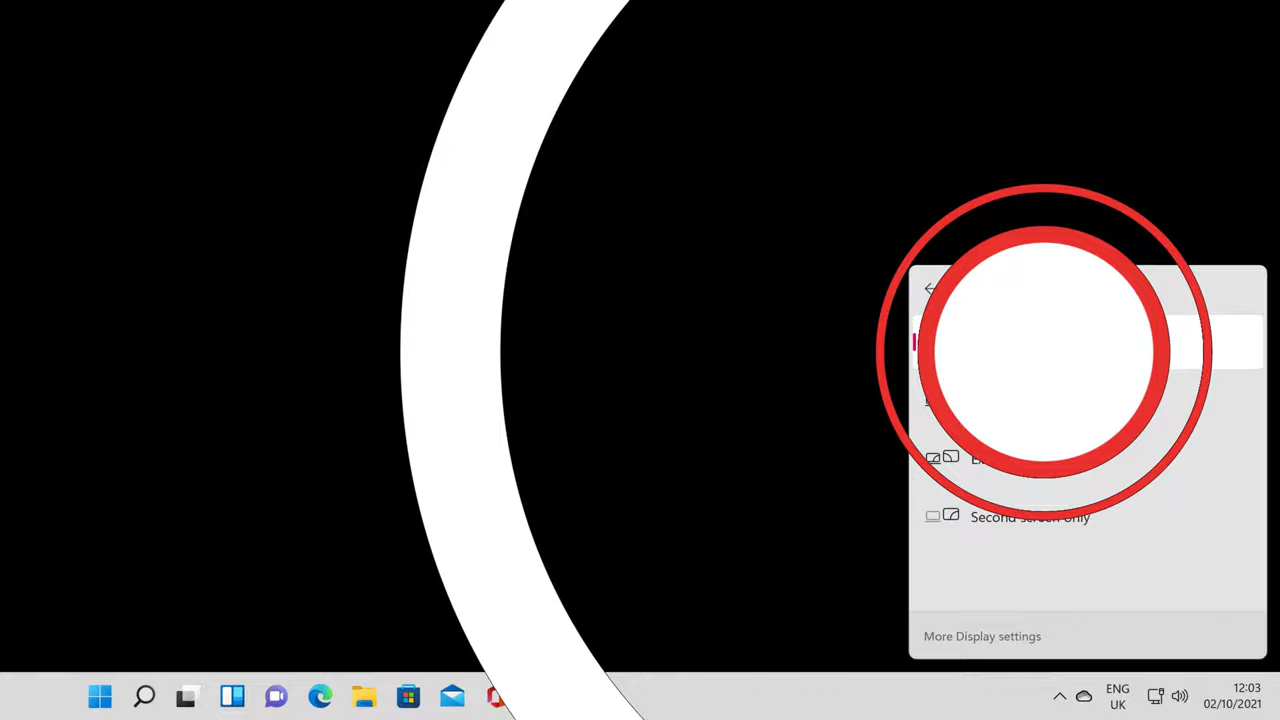 Second screen only
More Display settings
ENG
UK
12:03
02/10/2021